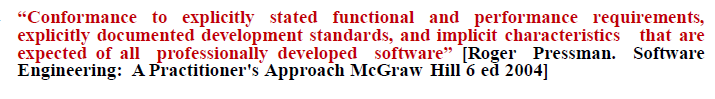 “Conformance to explicitly stated functional and performance requirements,
explicitly documented development standards, and implicit characteristics that are
expected of all professionally developed software” [Roger Pressman. Software
Engineering: A Practitioner's Approach McGraw Hill 6 ed 2004]